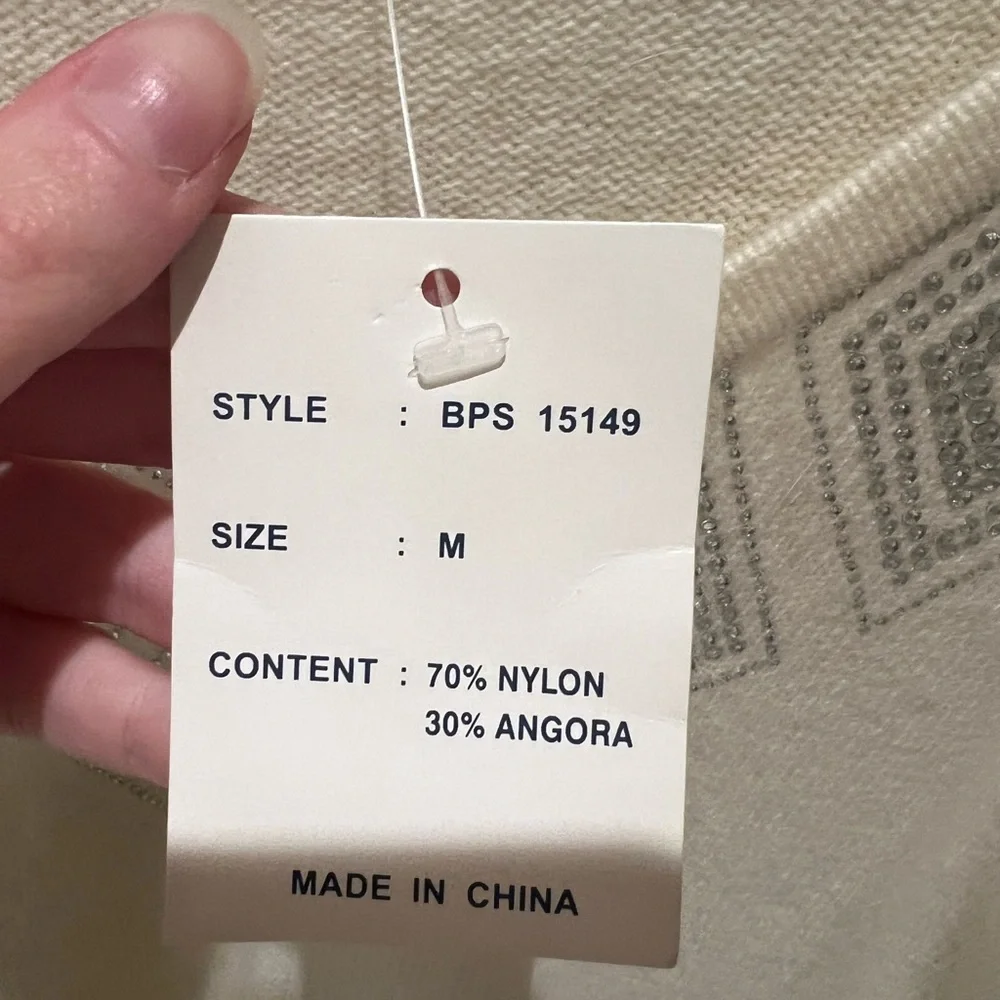 STYLE : BPS 15149
SIZE : M
CONTENT : 70% NYLON
30% ANGORA
MADE IN CHINA